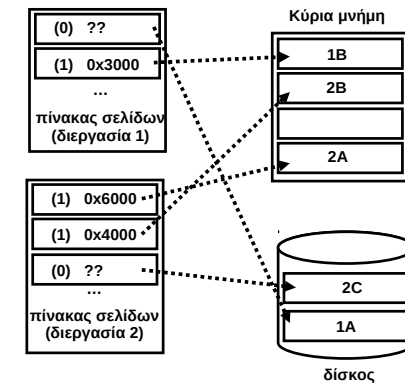 (0) ??
(1) 0x3000
...
πίνακας σελίδων
(διεργασία 1)
(1) 0x6000
(1) 0x4000
(0) ??
...
πίνακας σελίδων
(διεργασία 2)
Κύρια μνήμη
1B
2B
2A
2C
1A
δίσκος